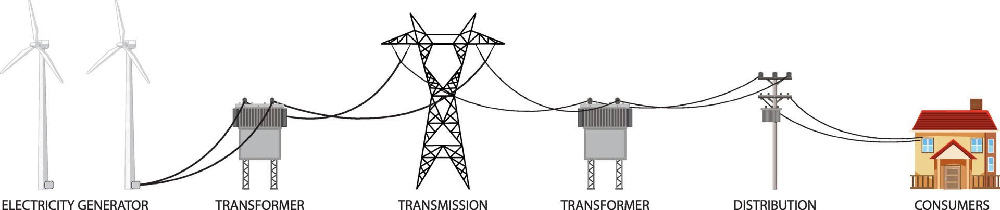 ELECTRICITY GENERATOR
TRANSFORMER
TRANSMISSION
TRANSFORMER
DISTRIBUTION
CONSUMERS